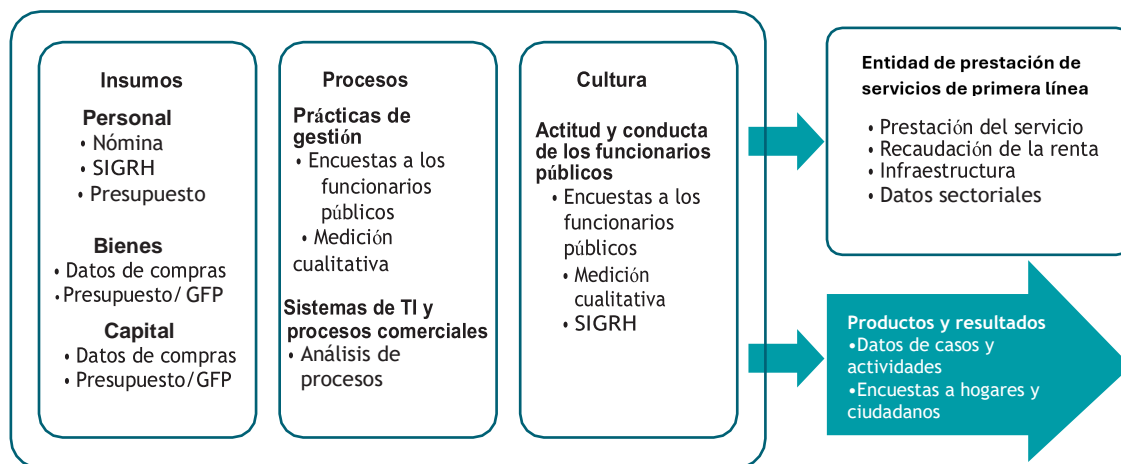 Insumos
Personal
• Nómina
• SIGRH
• Presupuesto
Bienes
• Datos de compras
• Presupuesto/ GFP
Capital
• Datos de compras
• Presupuesto/GFP
Procesos
Prácticas de
gestión
• Encuestas a los
funcionarios
públicos
• Medición
cualitativa
Sistemas de TI y
procesos comerciales
• Análisis de
procesos
Cultura
Actitud y conducta
de los funcionarios
públicos
• Encuestas a los
funcionarios
públicos
• Medición
cualitativa
• SIGRH
Entidad de prestación de
servicios de primera línea
• Prestación del servicio
• Recaudación de la renta
• Infraestructura
• Datos sectoriales
Productos y resultados
•Datos de casos y
actividades
•Encuestas a hogares y
ciudadanos